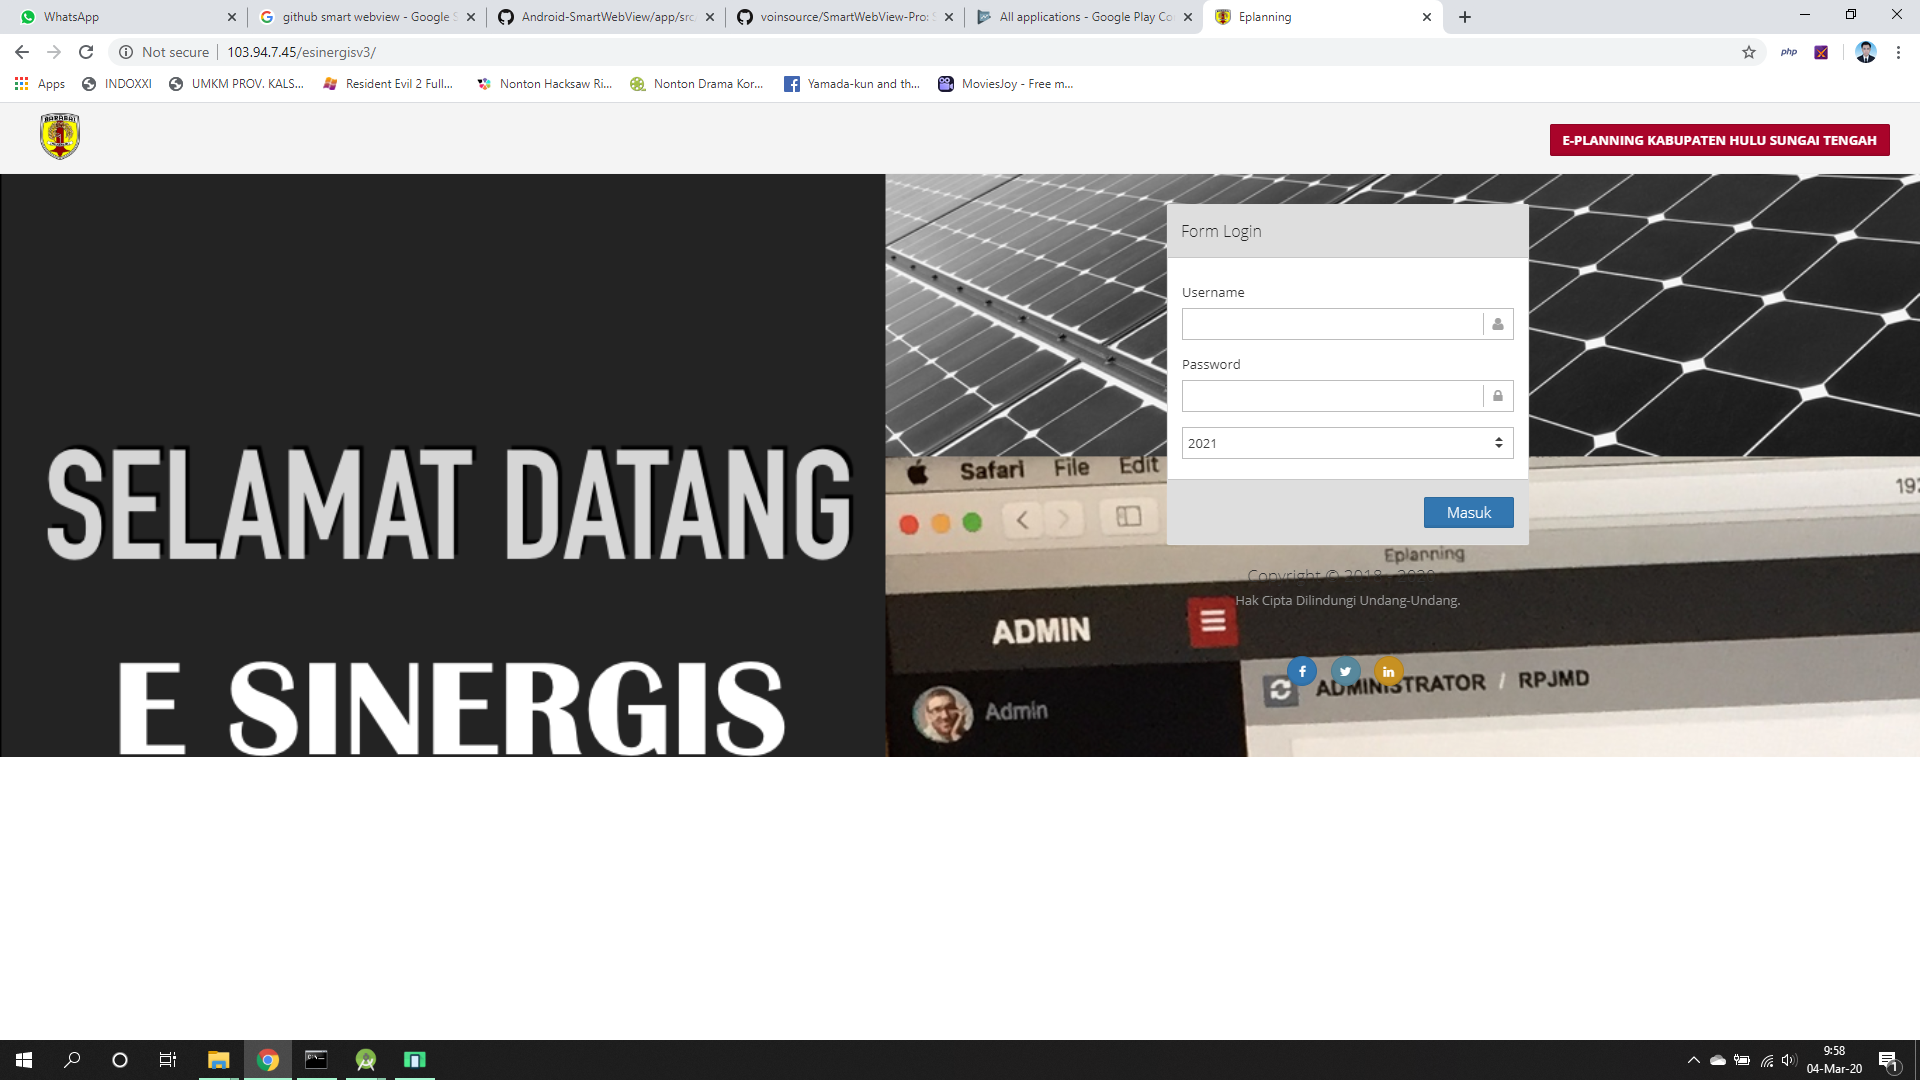 WhatsApp
github smart webview - Google S
Android-SmartWebView/app/src
voinsource/SmartWebView-Pro: S
All applications - Google Play Co
Eplanning
Not secure
103.94.7.45/esinergisv3/
php
Apps
INDOXXI
UMKM PROV. KALS...
Resident Evil 2 Full...
Nonton Hacksaw Ri...
Nonton Drama Kor...
Yamada-kun and th...
MoviesJoy - Free m...
E-PLANNING KABUPATEN HULU SUNGAI TENGAH
SELAMAT DATANG
E SINERGIS
Form Login
Username
Password
2021
Masuk
Safari File Edit
192
Eplanning
Copyright © 2018 - 2020
Hak Cipta Dilindungi Undang-Undang.
ADMIN
ADMINISTRATOR / RPJMD
Admin
9:58
04-Mar-20
1